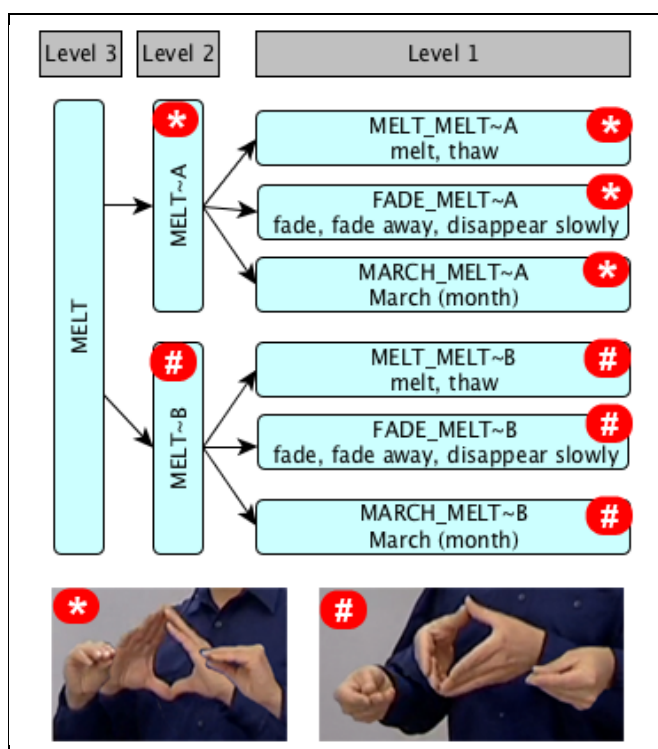 Level 3
Level 2
Level 1
MELT
*
MELT~A
MELT_MELT~A
*
melt, thaw
FADE_MELT~A
*
fade, fade away, disappear slowly
MARCH_MELT~A
*
March (month)
#
MELT~B
MELT_MELT~B
#
melt, thaw
FADE_MELT~B
#
fade, fade away, disappear slowly
MARCH_MELT~B
#
March (month)
*
#